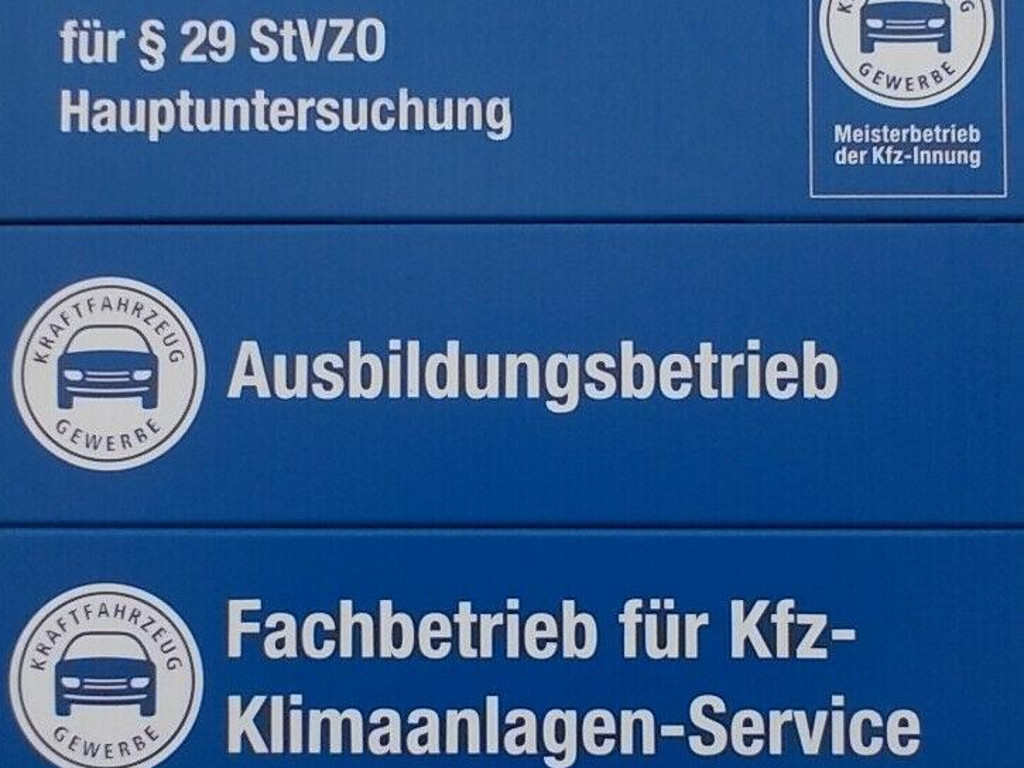 für § 29 StVZO
Hauptuntersuchung
GEWERBE
Meisterbetrieb
der Kfz-Innung
KRAFTFAHRZEUG
GEWERBE
Ausbildungsbetrieb
KRAFTFAHRZEUG
GEWERBE
Fachbetrieb für Kfz-
Klimaanlagen-Service